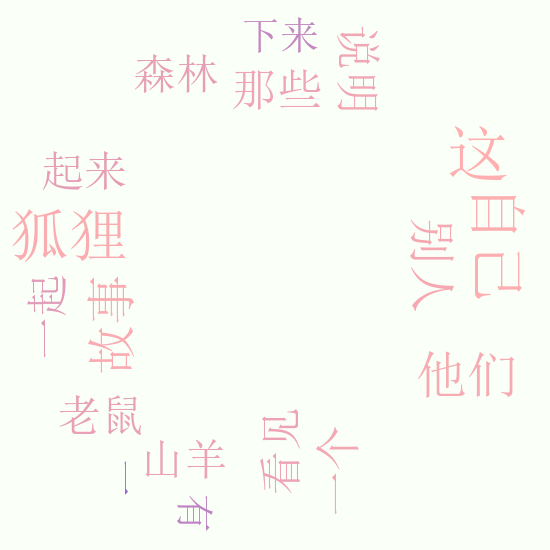 下来
说明
森林
那些
这
起来
自己
狐狸
别人
一起
故事
他们
老鼠
看见
一个
山羊
一
有